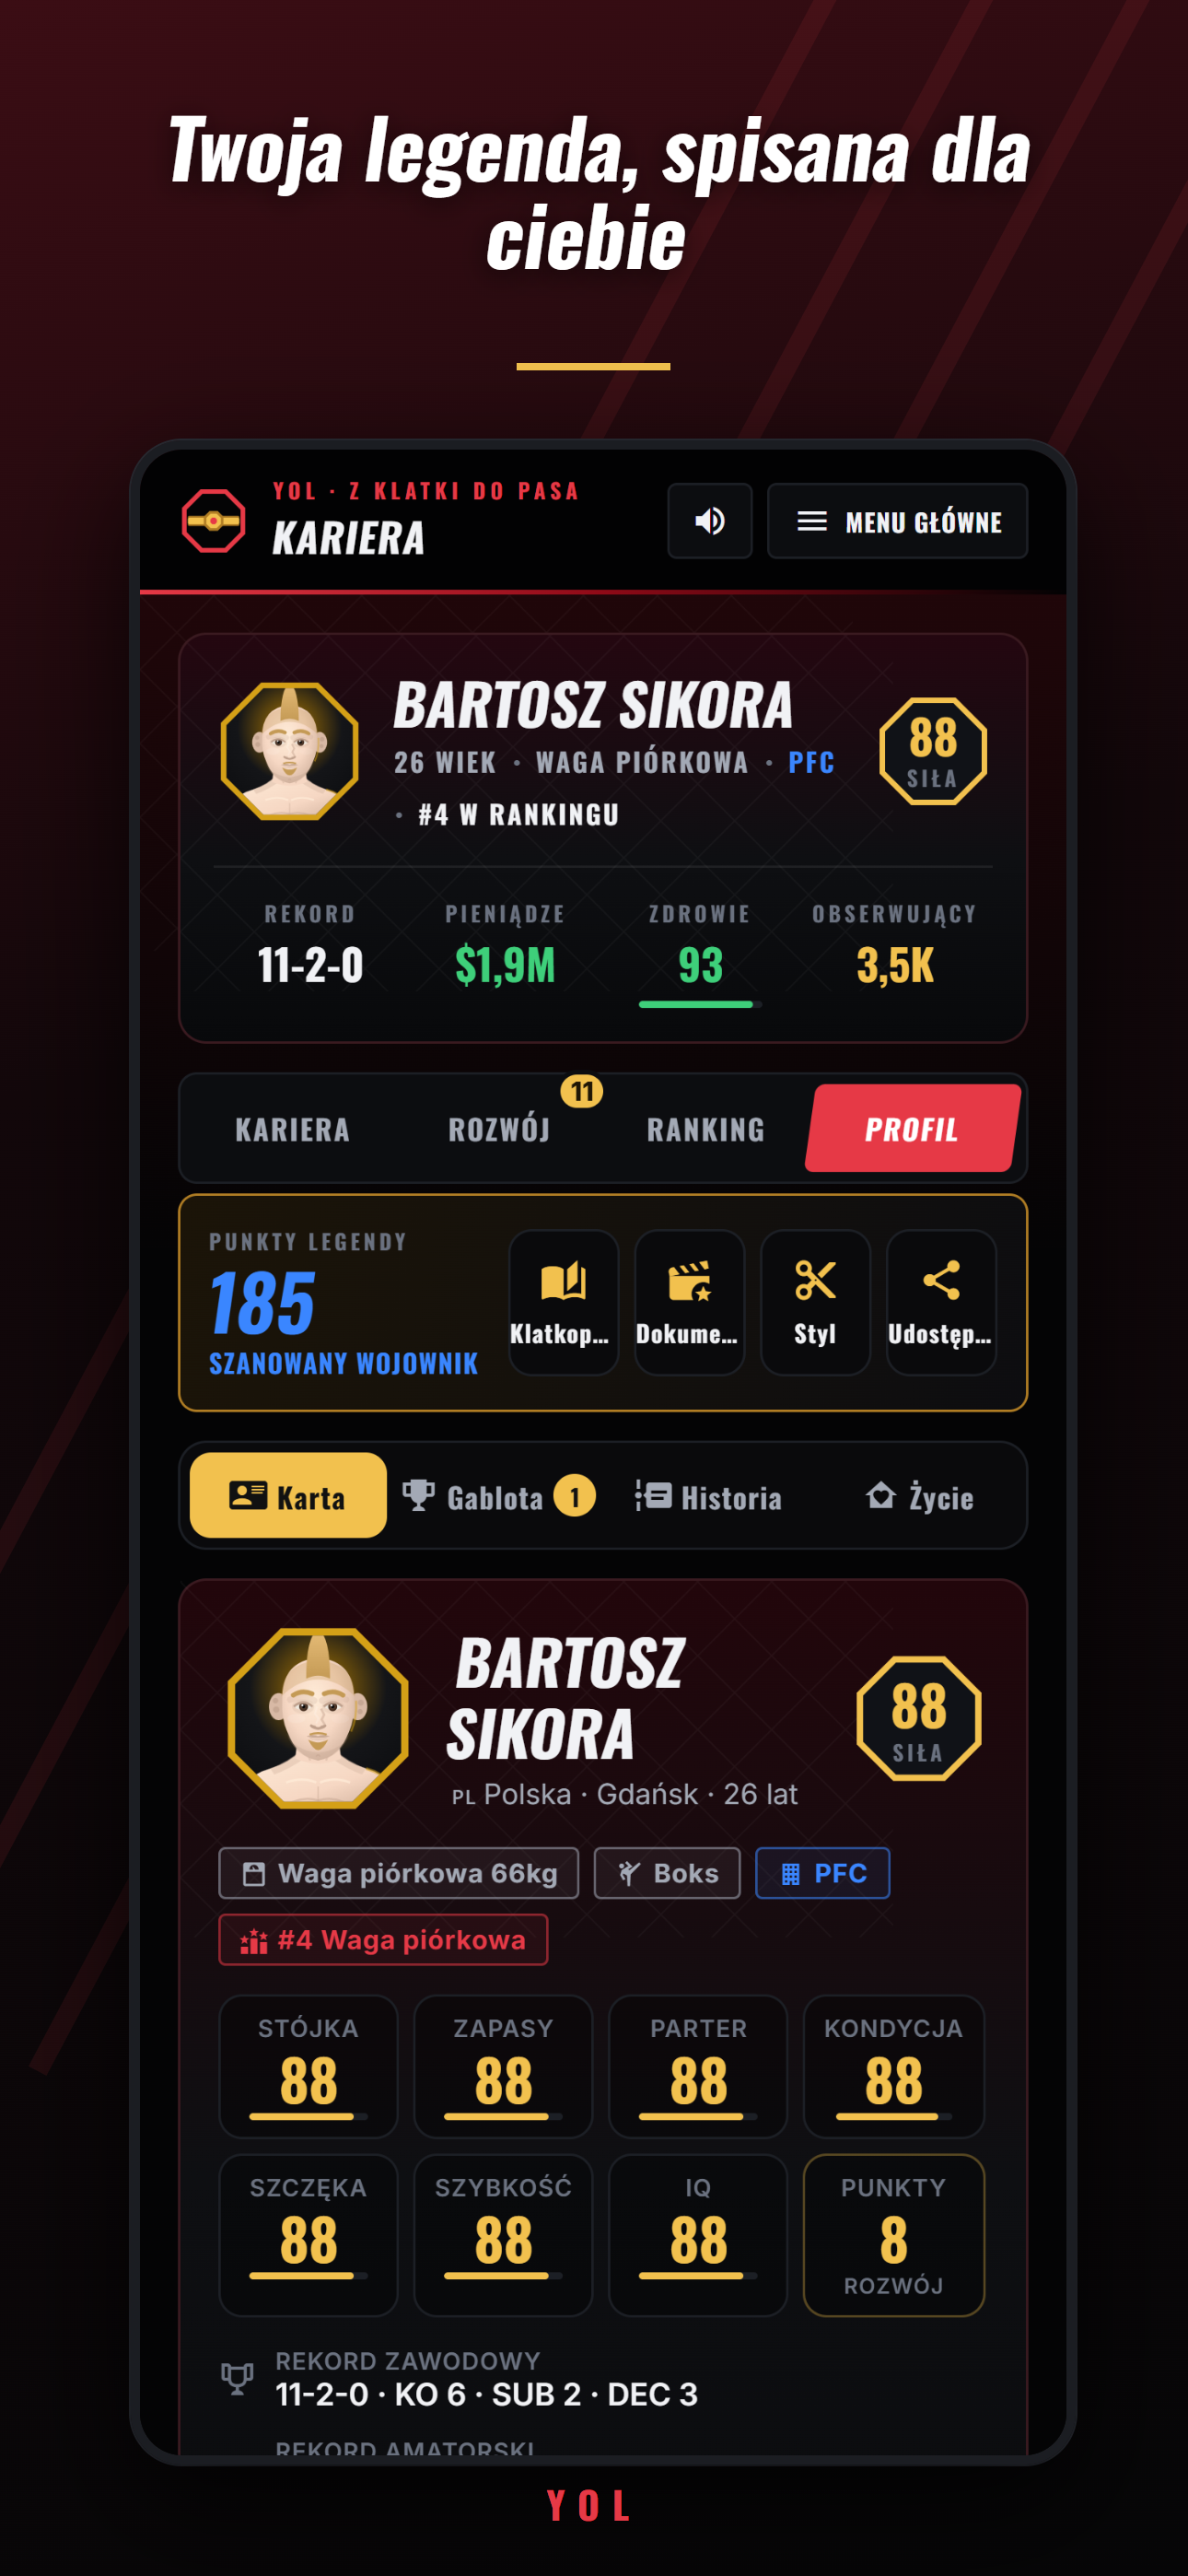 Twoja legenda, spisana dla
ciebie
YOL · Z KLATKI DO PASA
KARIERA
MENU GŁÓWNE
BARTOSZ SIKORA
26 WIEK · WAGA PIÓRKOWA · PFC
· #4 W RANKINGU
88
SIŁA
REKORD PIENIĄDZE ZDROWIE OBSERWUJĄCY
11-2-0 $1,9M 93 3,5K
11
KARIERA ROZWÓJ RANKING PROFIL
PUNKTY LEGENDY
185
SZANOWANY WOJOWNIK
Klatkop... Dokume... Styl Udostęp...
Karta Gablota 1 Historia Życie
BARTOSZ
SIKORA
PL Polska · Gdańsk · 26 lat
88
SIŁA
Waga piórkowa 66kg Boks PFC
#4 Waga piórkowa
STÓJKA ZAPASY PARTER KONDYCJA
88 88 88 88
SZCZĘKA SZYBKOŚĆ IQ PUNKTY
88 88 88 8
ROZWÓJ
REKORD ZAWODOWY
11-2-0 · KO 6 · SUB 2 · DEC 3
REKORD AMATORSKI
YOL